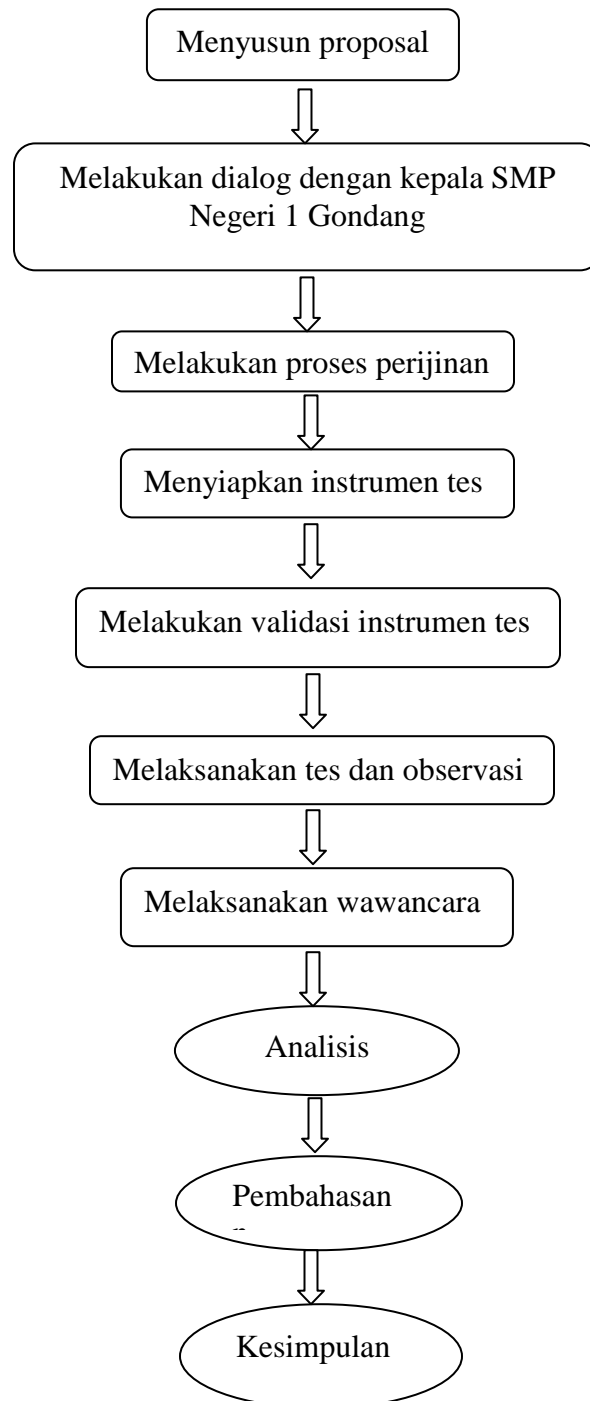 Menyusun proposal
Melakukan dialog dengan kepala SMP
Negeri 1 Gondang
Melakukan proses perijinan
Menyiapkan instrumen tes
Melakukan validasi instrumen tes
Melaksanakan tes dan observasi
Melaksanakan wawancara
Analisis
Pembahasan
Kesimpulan